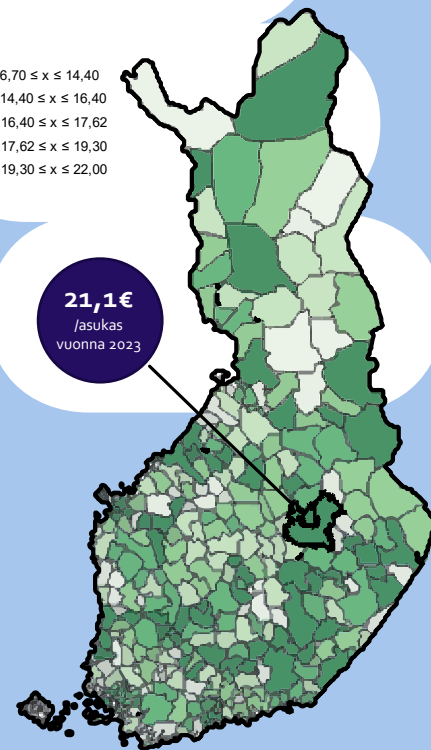 6,70 ≤ x ≤ 14,40
14,40 ≤ x ≤ 16,40
16,40 ≤ x ≤ 17,62
17,62 ≤ x ≤ 19,30
19,30 ≤ x ≤ 22,00
21,1€
/asukas
vuonna 2023